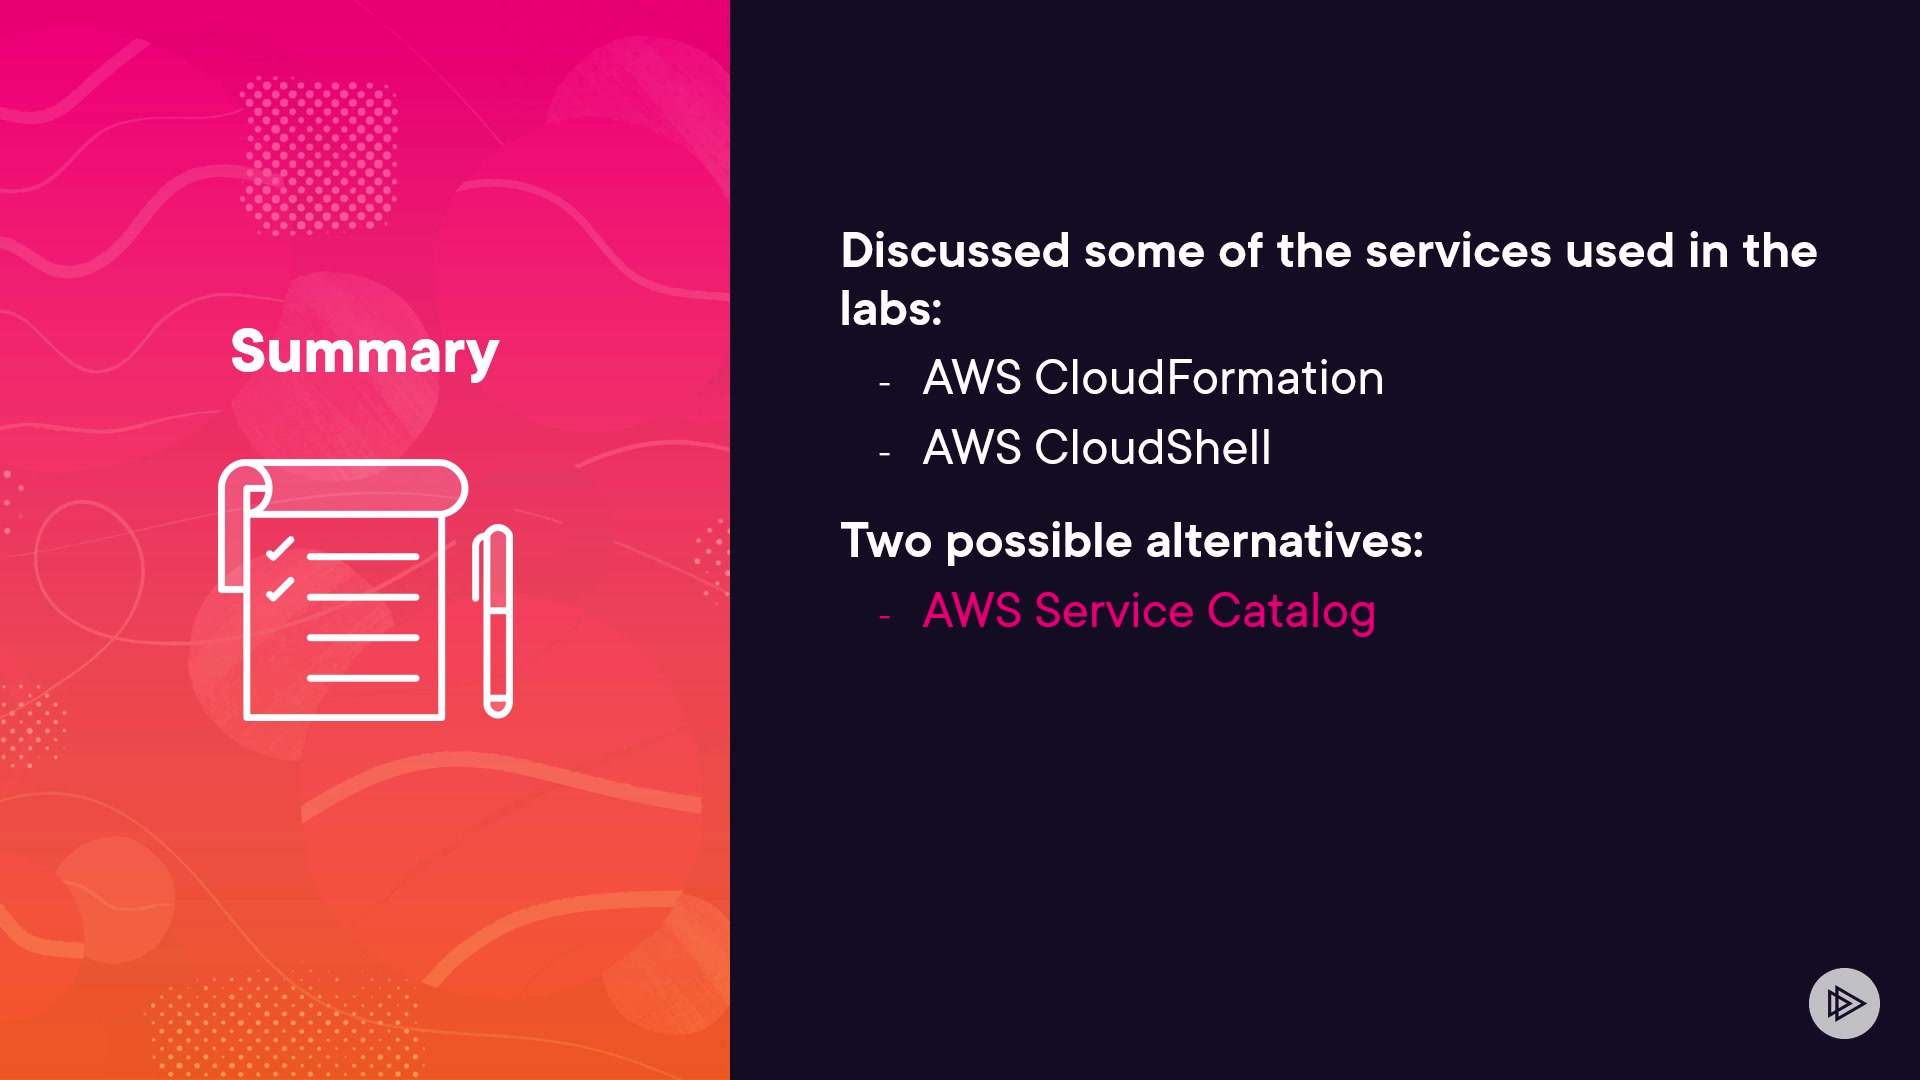 Summary
Discussed some of the services used in the
labs:
- AWS CloudFormation
- AWS CloudShell
Two possible alternatives:
- AWS Service Catalog